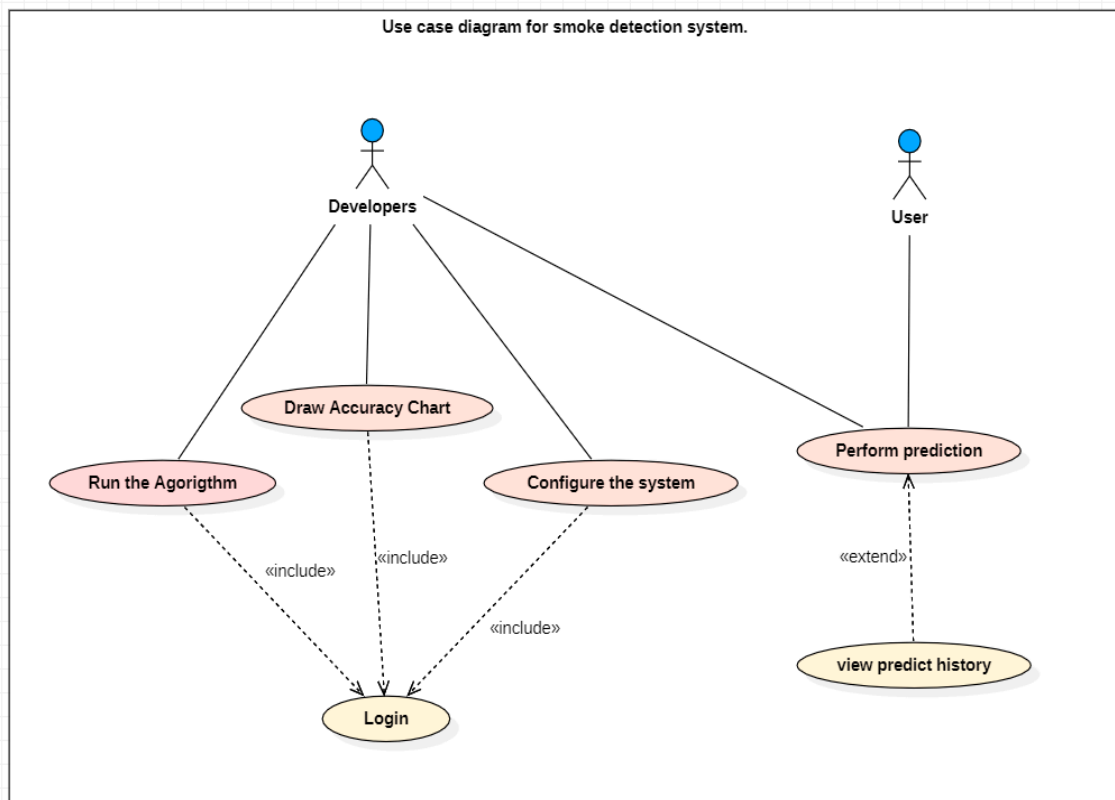 Use case diagram for smoke detection system.
Developers
User
Draw Accuracy Chart
Perform prediction
Run the Agorigthm
Configure the system
«include»
«include»
«extend»
«include»
view predict history
Login